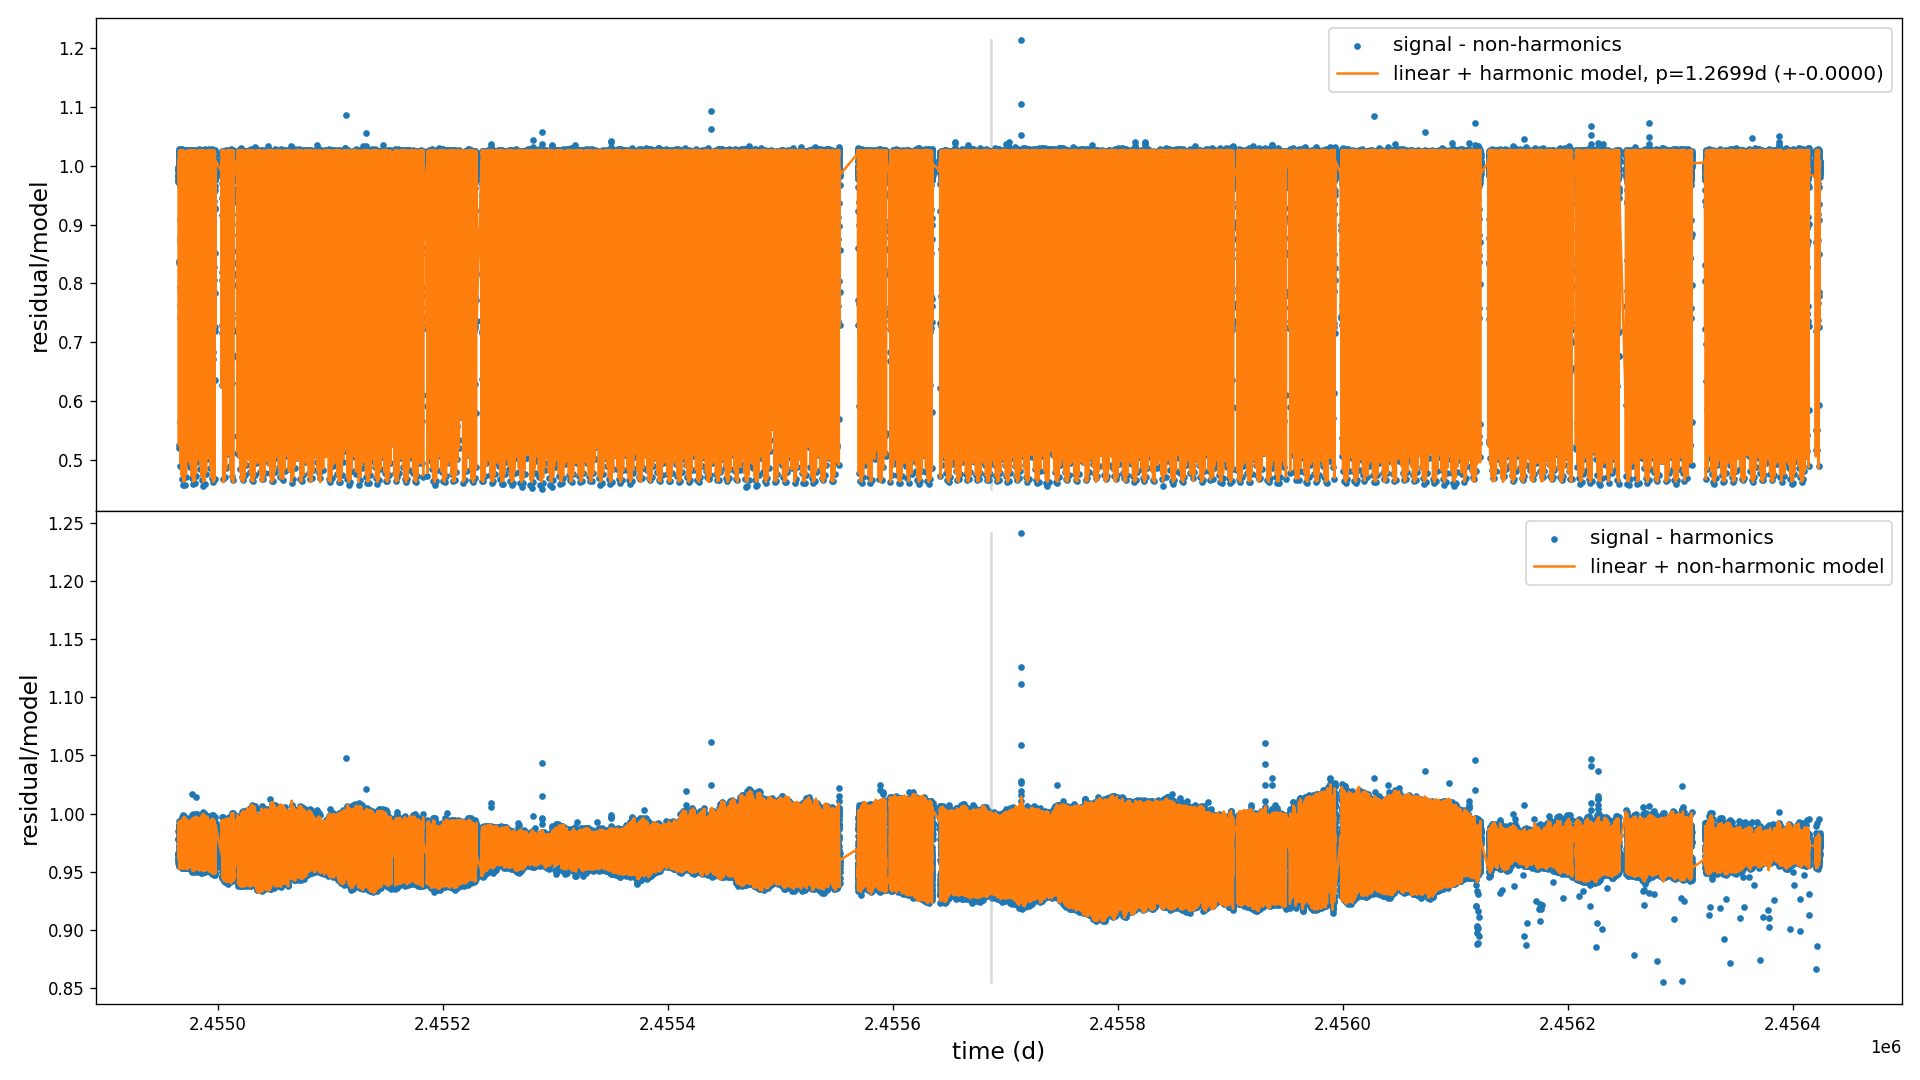 signal - non-harmonics
linear + harmonic model, p=1.2699d (+-0.0000)
residual/model
1.2
1.1
1.0
0.9
0.8
0.7
0.6
0.5
signal - harmonics
linear + non-harmonic model
residual/model
1.25
1.20
1.15
1.10
1.05
1.00
0.95
0.90
0.85
2.4550 2.4552 2.4554 2.4556 2.4558 2.4560 2.4562 2.4564
1e6
time (d)